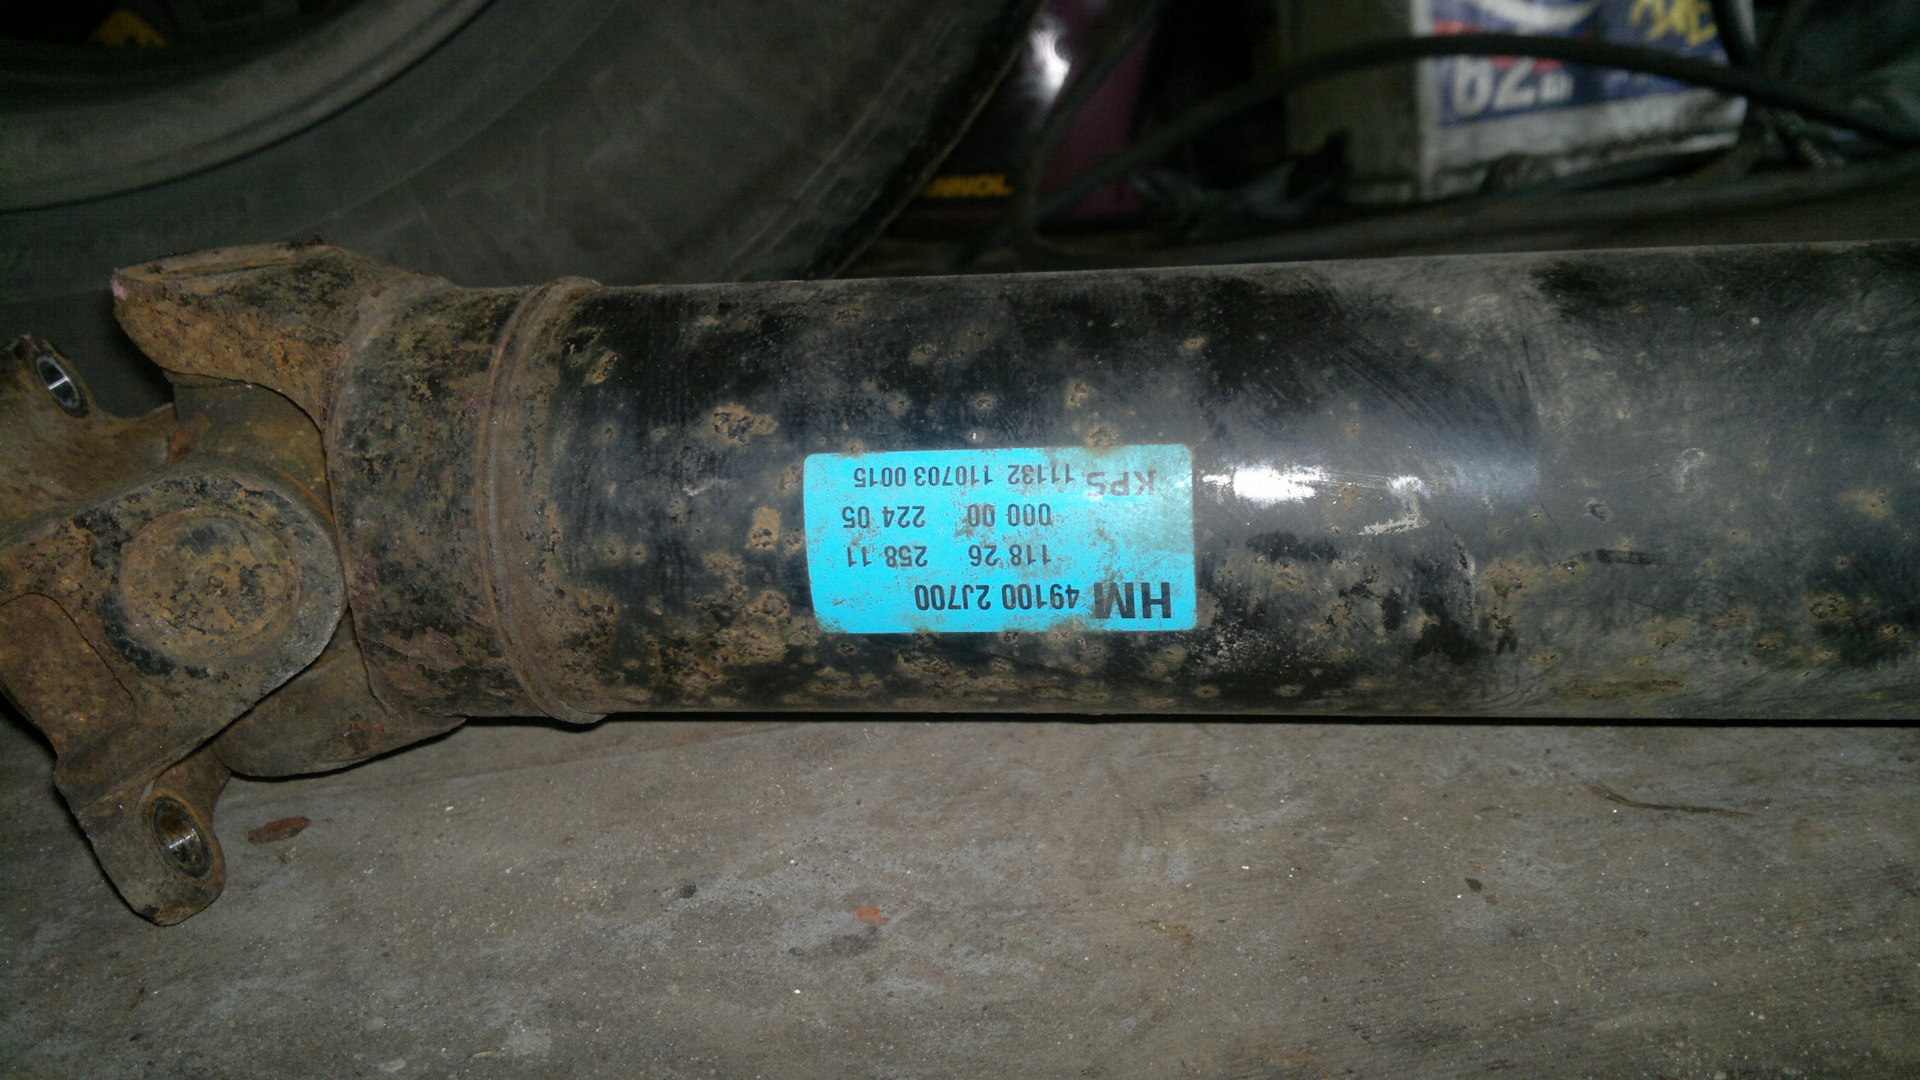 HM 49100 2J700
118 26 258 11
000 00 224 05
KPS 11132 110703 0015